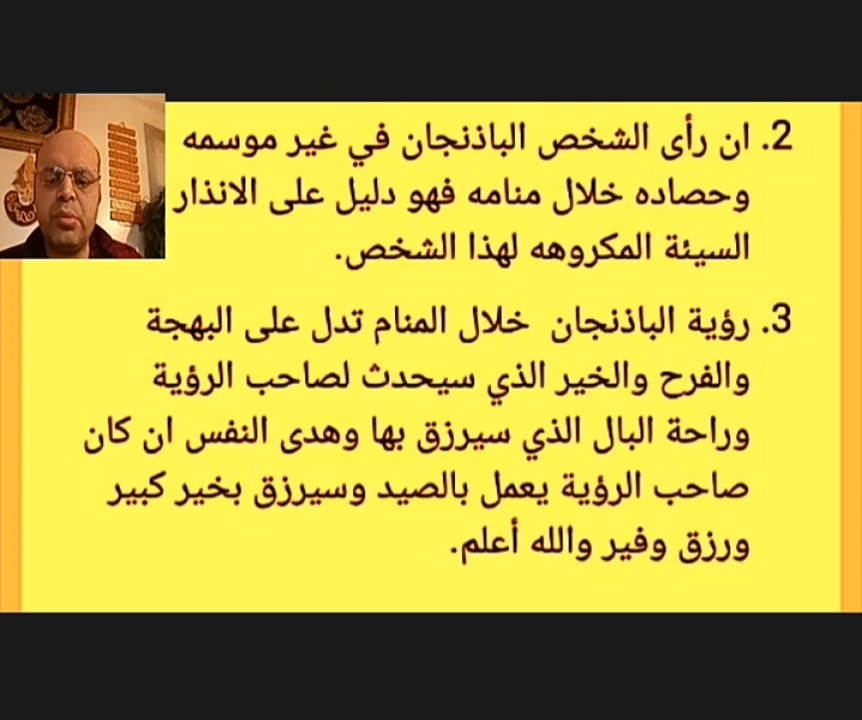 2. ان رأى الشخص الباذنجان في غير موسمه
وحصاده خلال منامه فهو دليل على الانذار
السيئة المكروهه لهذا الشخص.
3. رؤية الباذنجان خلال المنام تدل على البهجة
والفرح والخير الذي سيحدث لصاحب الرؤية
وراحة البال الذي سيرزق بها وهدى النفس ان كان
صاحب الرؤية يعمل بالصيد وسيرزق بخير كبير
ورزق وفير والله أعلم.